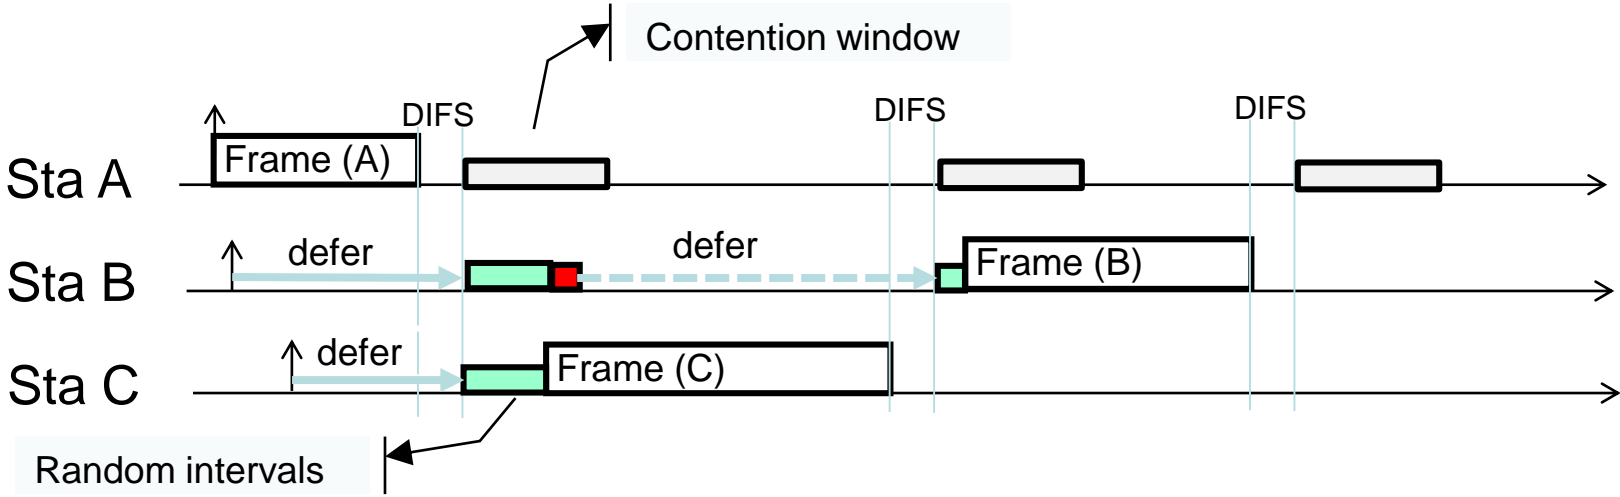 Contention window
DIFS
DIFS
DIFS
Sta A
Frame (A)
Sta B
defer
defer
Frame (B)
Sta C
defer
Frame (C)
Random intervals